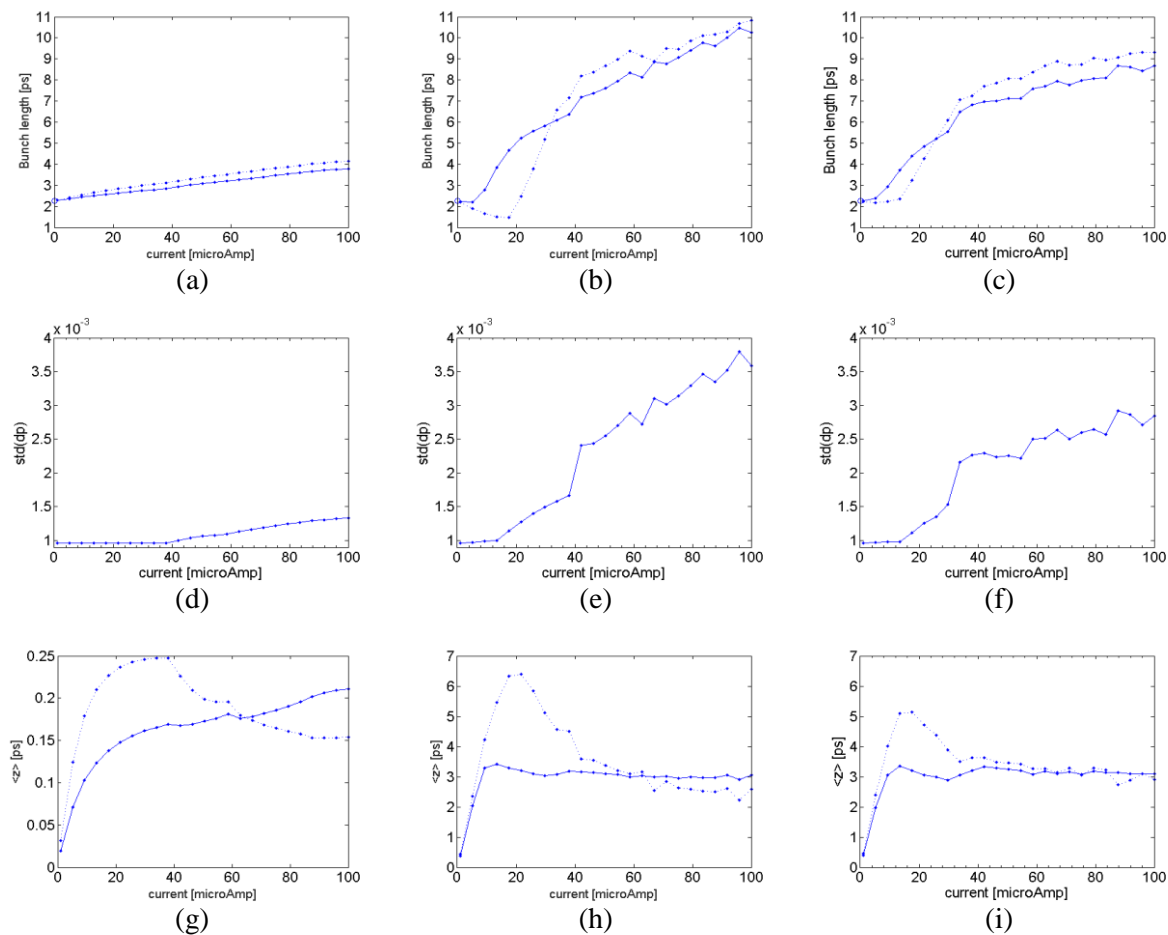 11
10
9
8
7
6
5
4
3
2
1
Bunch length [ps]
0 20 40 60 80 100
current [microAmp]
(a)
11
10
9
8
7
6
5
4
3
2
1
Bunch length [ps]
0 20 40 60 80 100
current [microAmp]
(b)
11
10
9
8
7
6
5
4
3
2
1
Bunch length [ps]
0 20 40 60 80 100
current [microAmp]
(c)
x 10⁻³
4
3.5
3
2.5
2
1.5
1
std(dp)
0 20 40 60 80 100
current [microAmp]
(d)
x 10⁻³
4
3.5
3
2.5
2
1.5
1
std(dp)
0 20 40 60 80 100
current [microAmp]
(e)
x 10⁻³
4
3.5
3
2.5
2
1.5
1
std(dp)
0 20 40 60 80 100
current [microAmp]
(f)
0.25
0.2
0.15
0.1
0.05
0
<z> [ps]
0 20 40 60 80 100
current [microAmp]
(g)
7
6
5
4
3
2
1
0
<z> [ps]
0 20 40 60 80 100
current [microAmp]
(h)
7
6
5
4
3
2
1
0
<z> [ps]
0 20 40 60 80 100
current [microAmp]
(i)